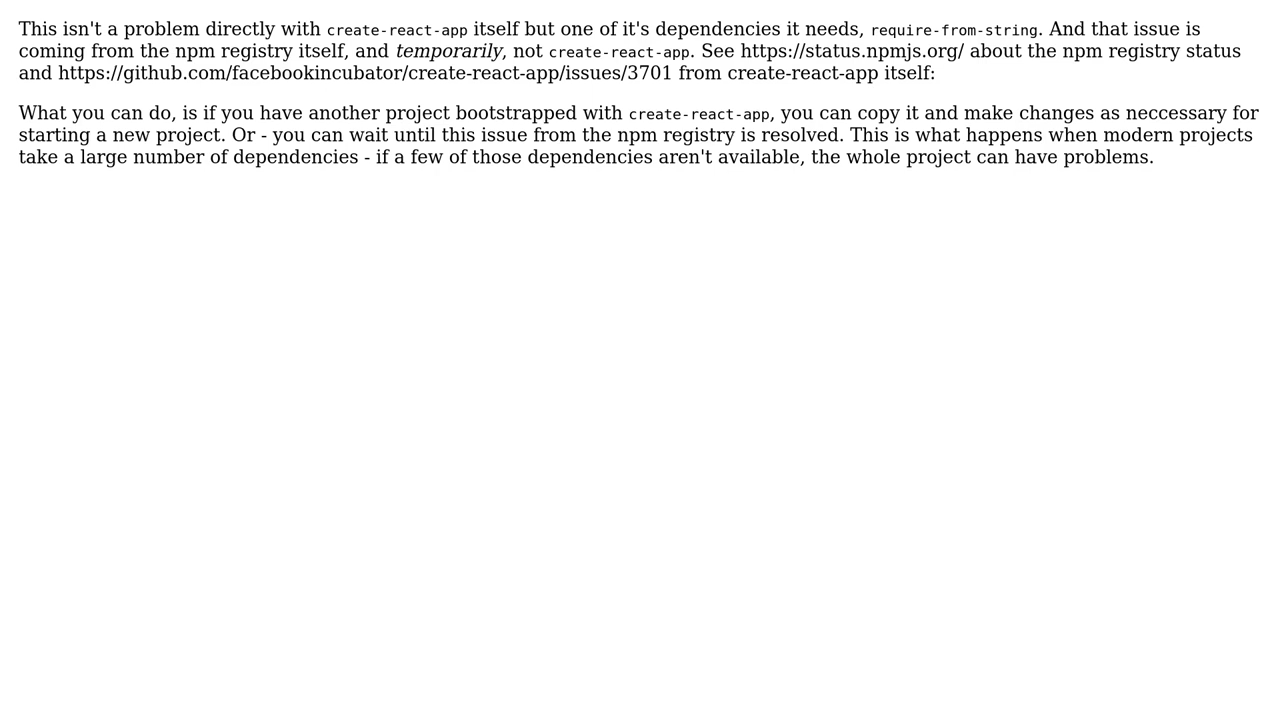 This isn't a problem directly with create-react-app itself but one of it's dependencies it needs, require-from-string. And that issue is
coming from the npm registry itself, and temporarily, not create-react-app. See https://status.npmjs.org/ about the npm registry status
and https://github.com/facebookincubator/create-react-app/issues/3701 from create-react-app itself:
What you can do, is if you have another project bootstrapped with create-react-app, you can copy it and make changes as neccessary for
starting a new project. Or - you can wait until this issue from the npm registry is resolved. This is what happens when modern projects
take a large number of dependencies - if a few of those dependencies aren't available, the whole project can have problems.